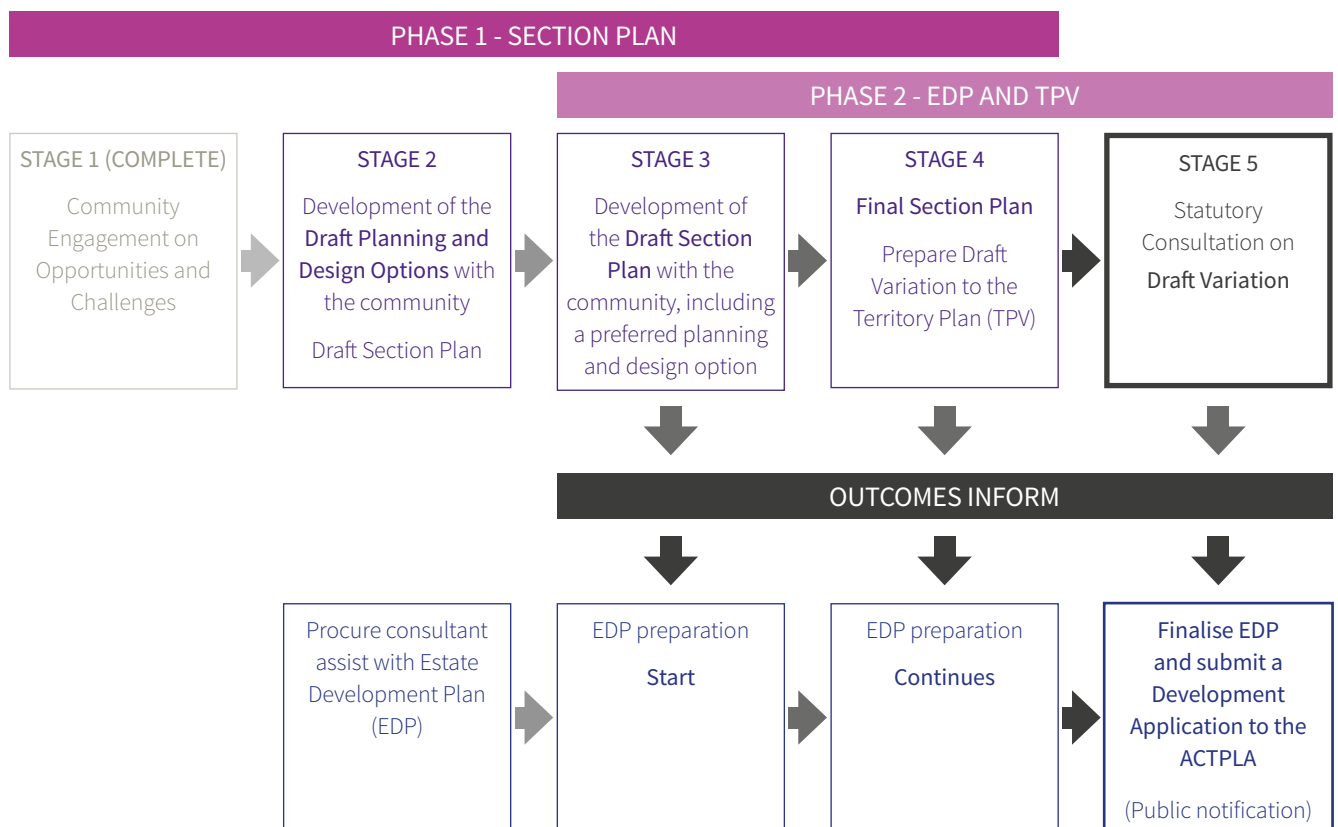 PHASE 1 - SECTION PLAN
PHASE 2 - EDP AND TPV
STAGE 1 (COMPLETE)
Community
Engagement on
Opportunities and
Challenges
STAGE 2
Development of the
Draft Planning and
Design Options with
the community
Draft Section Plan
STAGE 3
Development of
the Draft Section
Plan with the
community, including
a preferred planning
and design option
STAGE 4
Final Section Plan
Prepare Draft
Variation to the
Territory Plan (TPV)
STAGE 5
Statutory
Consultation on
Draft Variation
OUTCOMES INFORM
Procure consultant
assist with Estate
Development Plan
(EDP)
EDP preparation
Start
EDP preparation
Continues
Finalise EDP
and submit a
Development
Application to the
ACTPLA
(Public notification)